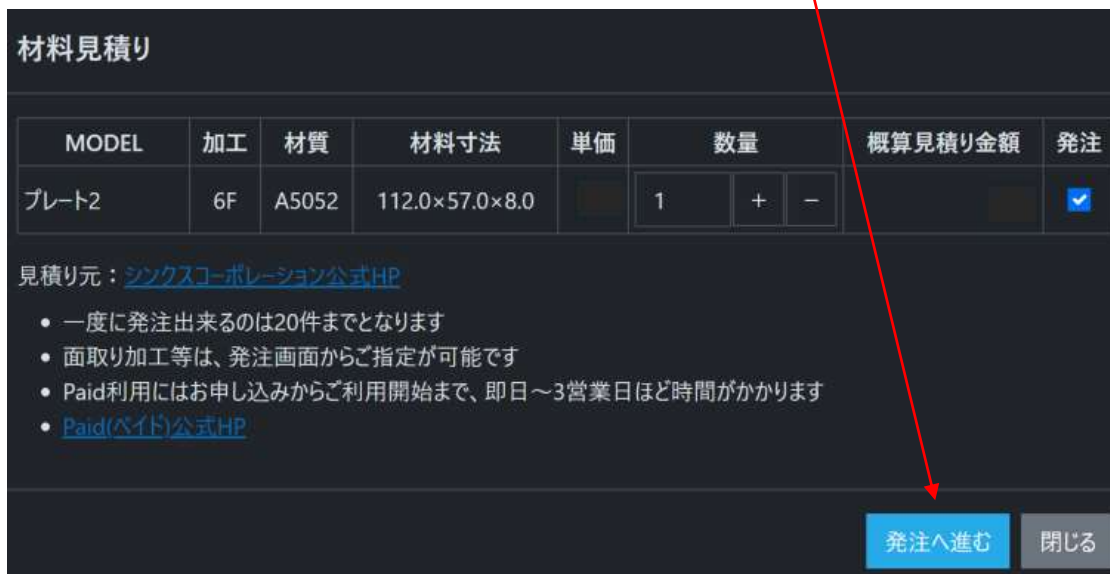 材料見積り
MODEL 加工 材質 材料寸法 単価 数量 概算見積り金額 発注
プレート2 6F A5052 112.0×57.0×8.0 1 + −
見積り元：シンクスコーポレーション公式HP
• 一度に発注出来るのは20件までとなります
• 面取り加工等は、発注画面からご指定が可能です
• Paid利用にはお申し込みからご利用開始まで、即日～3営業日ほど時間がかかります
• Paid(ペイド)公式HP
発注へ進む 閉じる